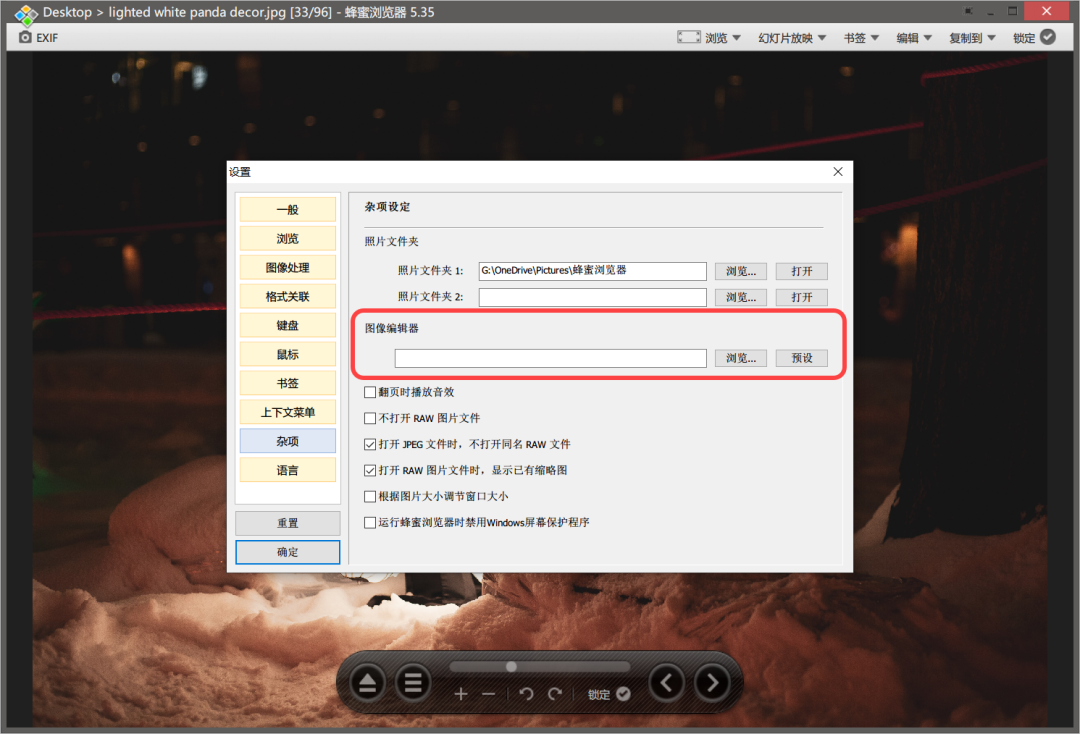 Desktop > lighted white panda decor.jpg [33/96] - 蜂蜜浏览器 5.35
EXIF 浏览 幻灯片放映 书签 编辑 复制到 锁定
设置
一般
浏览
图像处理
格式关联
键盘
鼠标
书签
上下文菜单
杂项
语言
重置
确定
杂项设定
照片文件夹
照片文件夹 1: G:\OneDrive\Pictures\蜂蜜浏览器 浏览... 打开
照片文件夹 2: 浏览... 打开
图像编辑器
浏览... 预设
翻页时播放音效
不打开 RAW 图片文件
打开 JPEG 文件时，不打开同名 RAW 文件
打开 RAW 图片文件时，显示已有缩略图
根据图片大小调节窗口大小
运行蜂蜜浏览器时禁用Windows屏幕保护程序
锁定